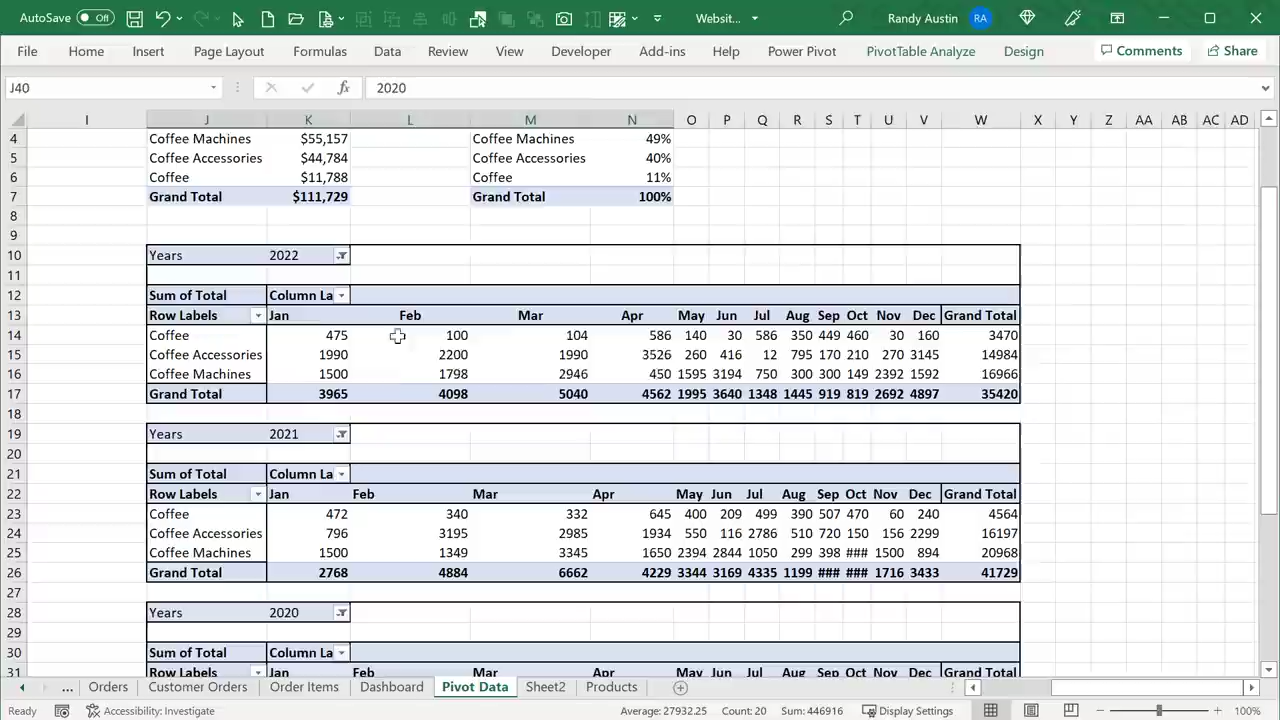 AutoSave Off Websit... Randy Austin RA
File Home Insert Page Layout Formulas Data Review View Developer Add-ins Help Power Pivot PivotTable Analyze Design Comments Share
J40 fx 2020
I J K L M N O P Q R S T U V W X Y Z AA AB AC AD
4 Coffee Machines $55,157 Coffee Machines 49%
5 Coffee Accessories $44,784 Coffee Accessories 40%
6 Coffee $11,788 Coffee 11%
7 Grand Total $111,729 Grand Total 100%
8
9
10 Years 2022
11
12 Sum of Total Column La
13 Row Labels Jan Feb Mar Apr May Jun Jul Aug Sep Oct Nov Dec Grand Total
14 Coffee 475 100 104 586 140 30 586 350 449 460 30 160 3470
15 Coffee Accessories 1990 2200 1990 3526 260 416 12 795 170 210 270 3145 14984
16 Coffee Machines 1500 1798 2946 450 1595 3194 750 300 300 149 2392 1592 16966
17 Grand Total 3965 4098 5040 4562 1995 3640 1348 1445 919 819 2692 4897 35420
18
19 Years 2021
20
21 Sum of Total Column La
22 Row Labels Jan Feb Mar Apr May Jun Jul Aug Sep Oct Nov Dec Grand Total
23 Coffee 472 340 332 645 400 209 499 390 507 470 60 240 4564
24 Coffee Accessories 796 3195 2985 1934 550 116 2786 510 720 150 156 2299 16197
25 Coffee Machines 1500 1349 3345 1650 2394 2844 1050 299 398 ### 1500 894 20968
26 Grand Total 2768 4884 6662 4229 3344 3169 4335 1199 ### ### 1716 3433 41729
27
28 Years 2020
29
30 Sum of Total Column La
31 Row Labels Jan Feb Mar Apr May Jun Jul Aug Sep Oct Nov Dec Grand Total
... Orders Customer Orders Order Items Dashboard Pivot Data Sheet2 Products
Ready Accessibility: Investigate Average: 27932.25 Count: 20 Sum: 446916 Display Settings 100%